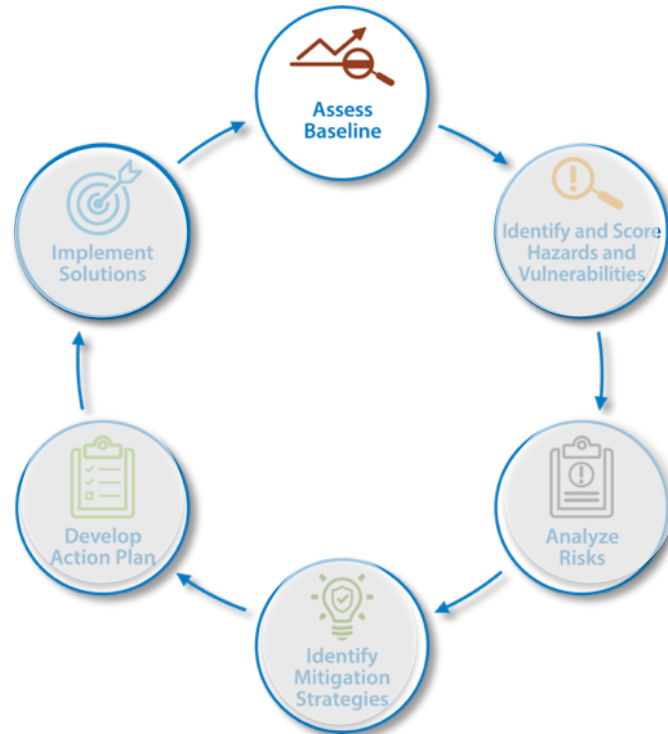 Assess
Baseline
Identify and Score
Hazards and
Vulnerabilities
Analyze
Risks
Identify
Mitigation
Strategies
Develop
Action Plan
Implement
Solutions